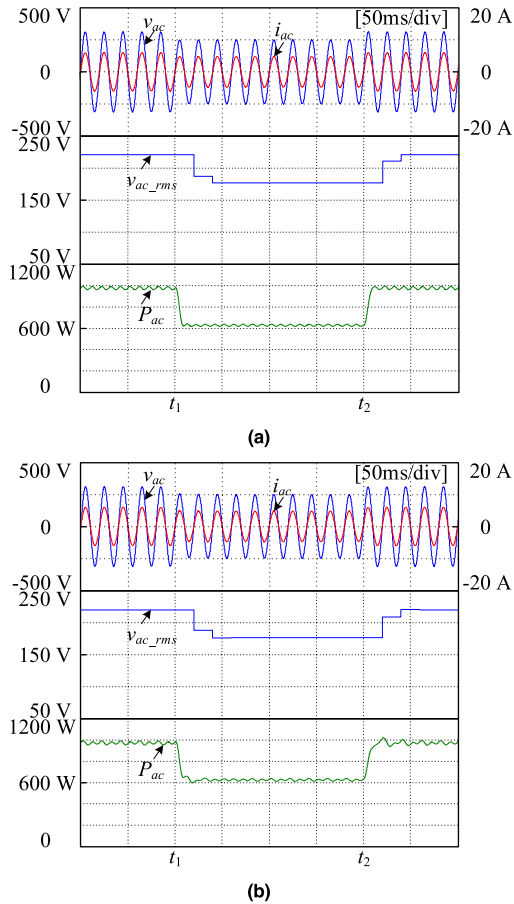 500 V
v_ac
i_ac
[50ms/div]
20 A
0
0
-500 V
-20 A
250 V
v_ac_rms
150 V
50 V
1200 W
P_ac
600 W
0
t_1
t_2
(a)
500 V
v_ac
i_ac
[50ms/div]
20 A
0
0
-500 V
-20 A
250 V
v_ac_rms
150 V
50 V
1200 W
P_ac
600 W
0
t_1
t_2
(b)